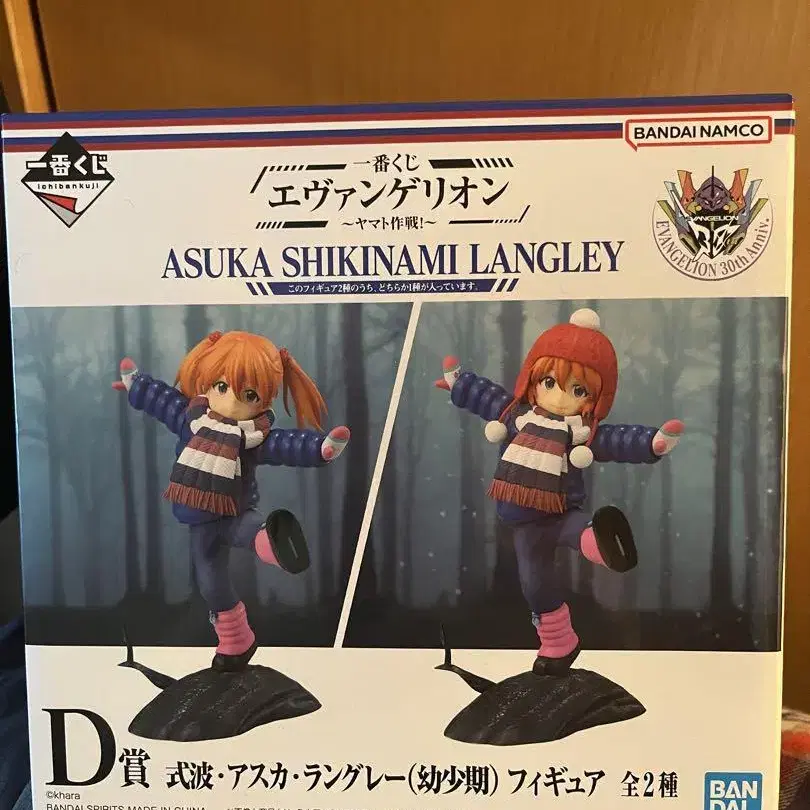 BANDAI NAMCO
一番くじ
ichibankuji
一番くじ
エヴァンゲリオン
~ヤマト作戦!~
EVANGELION
EVANGELION 30th Anniv.
ASUKA SHIKINAMI LANGLEY
このフィギュア2種のうち、どちらか1種が入っています。
D賞 式波・アスカ・ラングレー(幼少期) フィギュア 全2種
©khara
BANDAI SPIRITS MADE IN CHINA
BAN
DAI